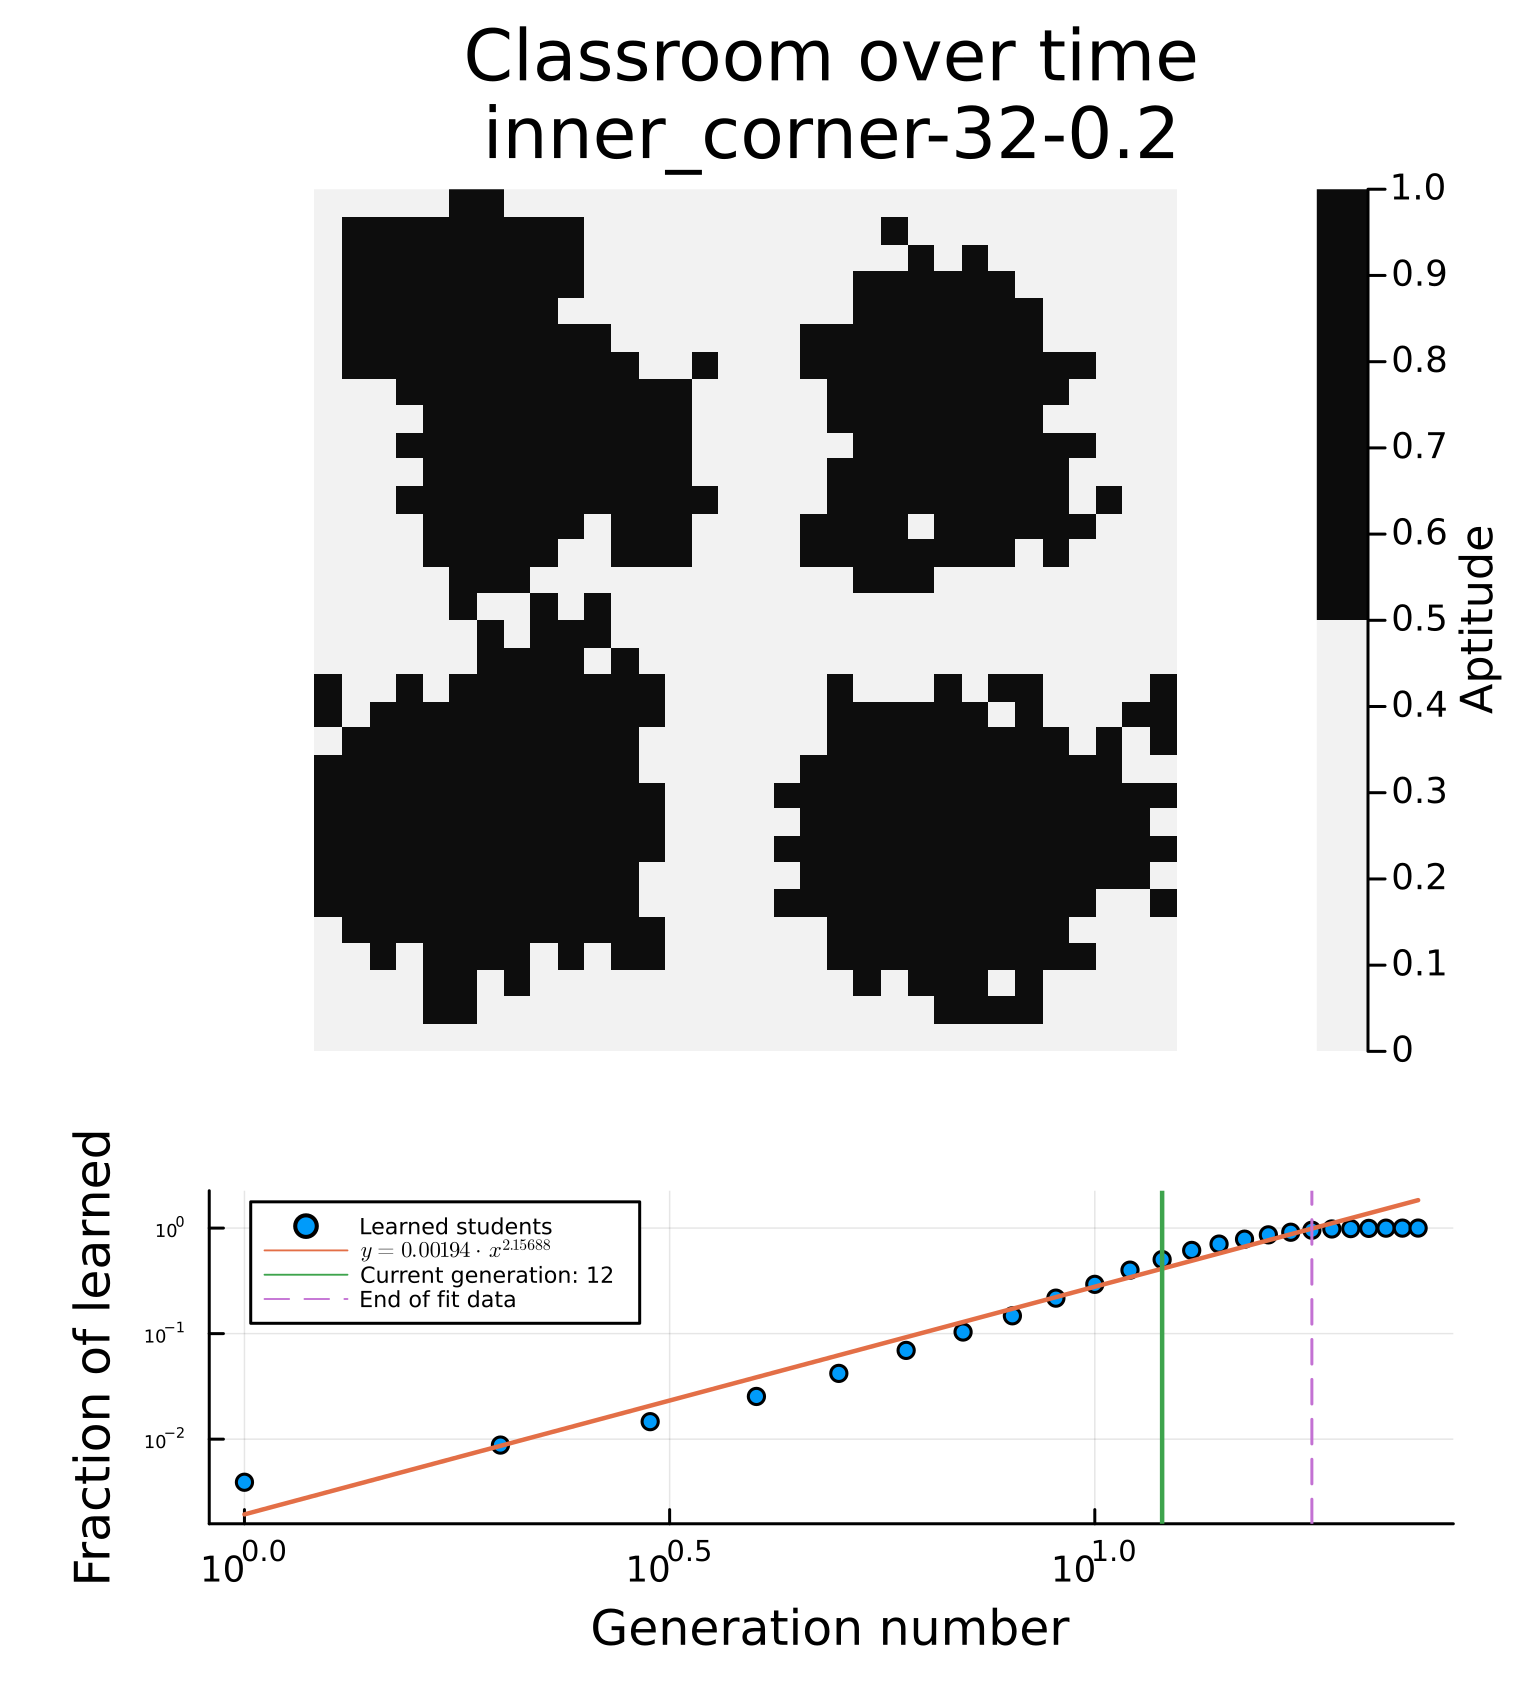 Classroom over time
inner_corner-32-0.2
1.0
0.9
0.8
0.7
0.6
0.5
0.4
0.3
0.2
0.1
0
Aptitude
Fraction of learned
10⁰
10⁻¹
10⁻²
Learned students
y = 0.00194 · x^2.15688
Current generation: 12
End of fit data
10^0.0
10^0.5
10^1.0
Generation number